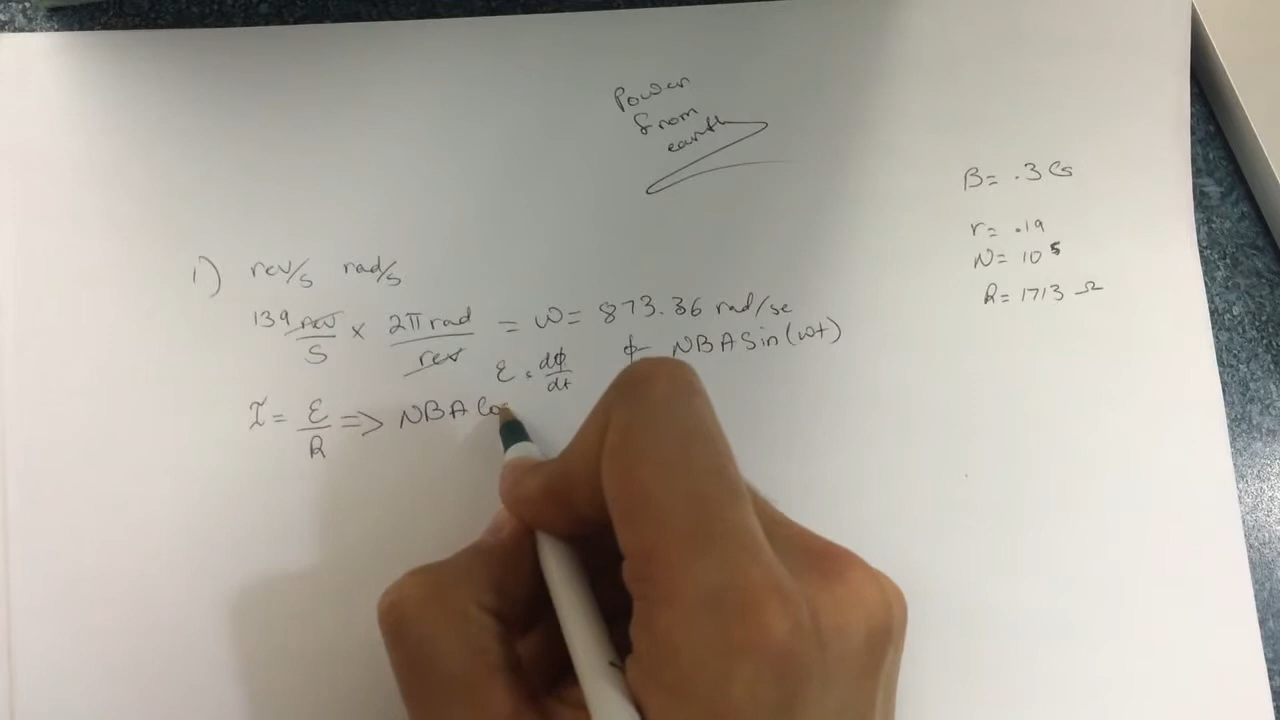 Power
from
earth
B= .3 G
r= .19
N= 10⁵
R= 1713 Ω
1) rev/s rad/s
139 rev/s × 2π rad/rev = ω= 873.36 rad/se
ε = dϕ/dt ϕ NBA Sin(ωt)
I= ε/R => NBA Co